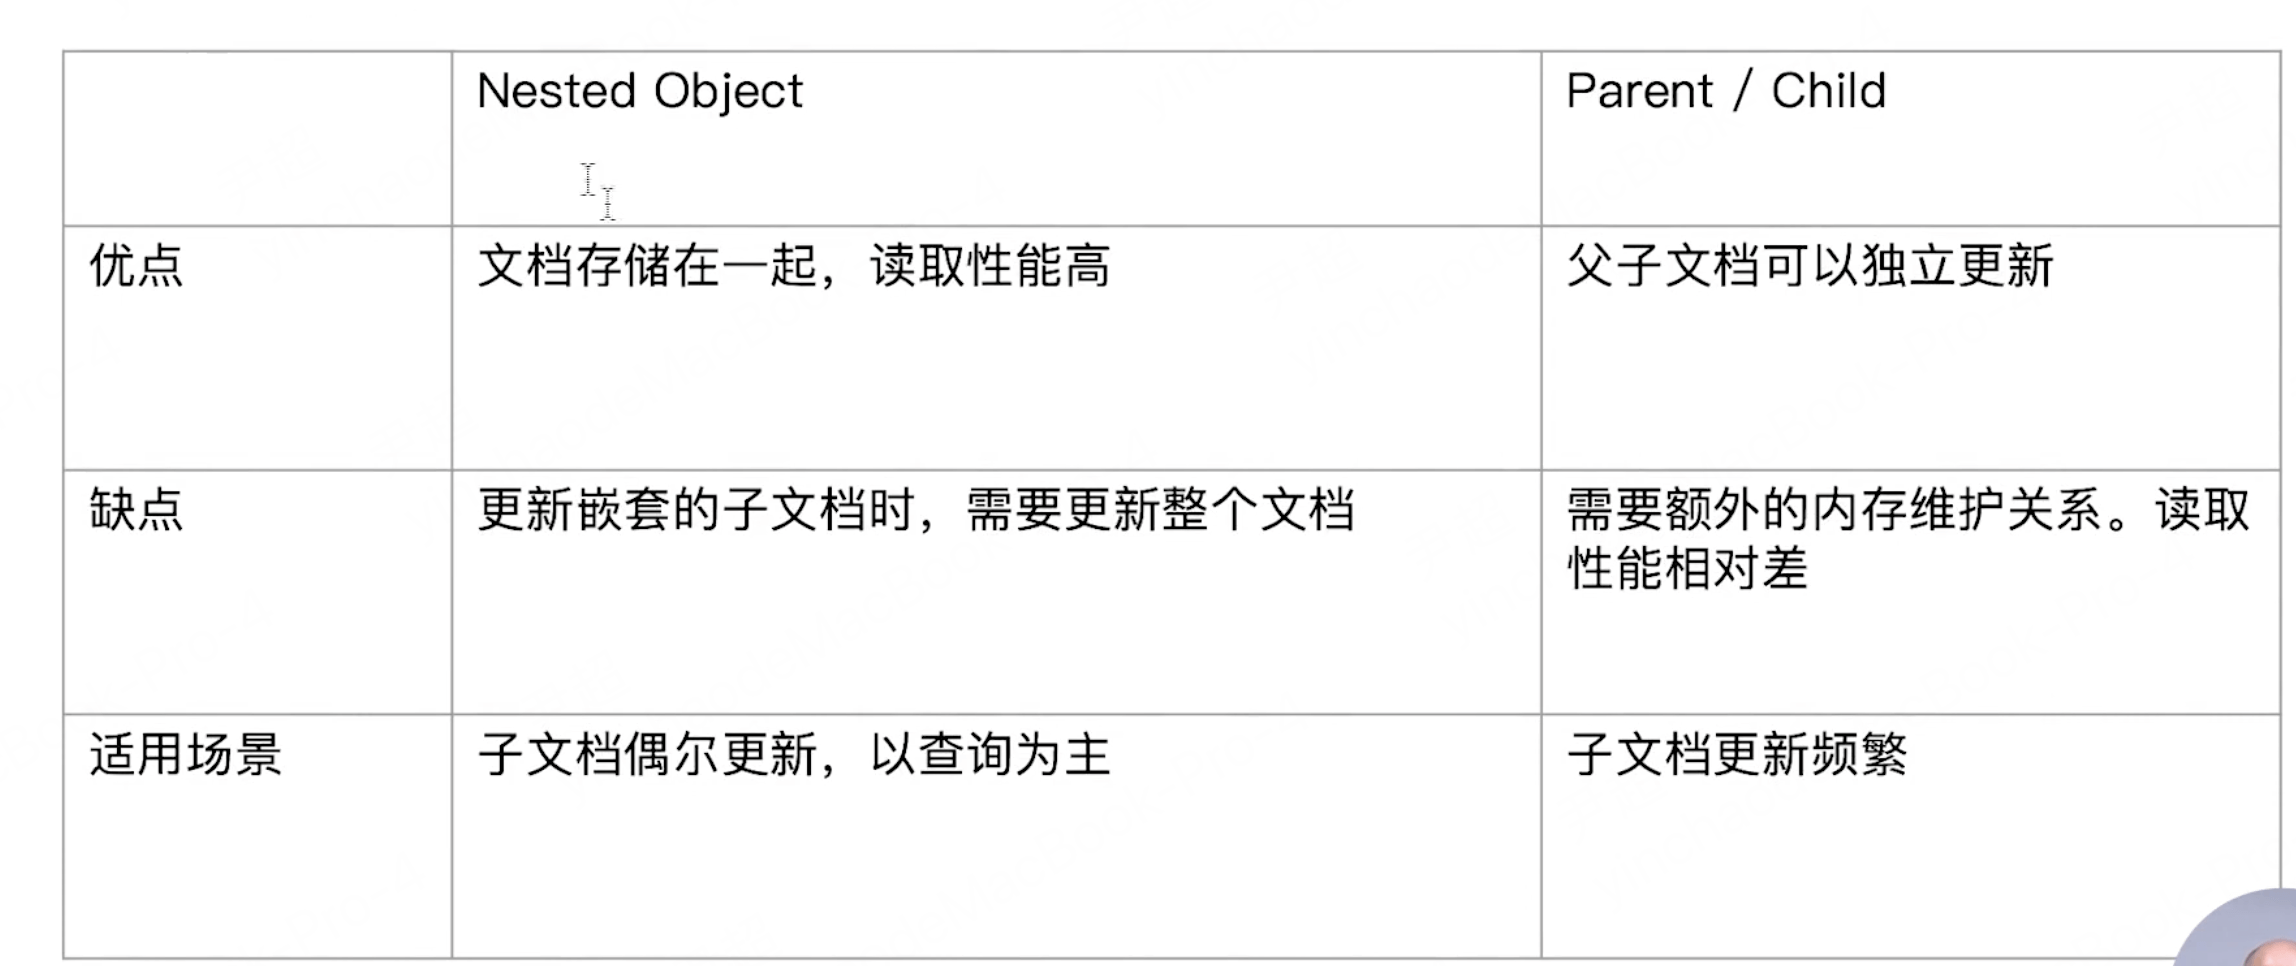 Nested Object
Parent / Child
优点
文档存储在一起，读取性能高
父子文档可以独立更新
缺点
更新嵌套的子文档时，需要更新整个文档
需要额外的内存维护关系。读取
性能相对差
适用场景
子文档偶尔更新，以查询为主
子文档更新频繁